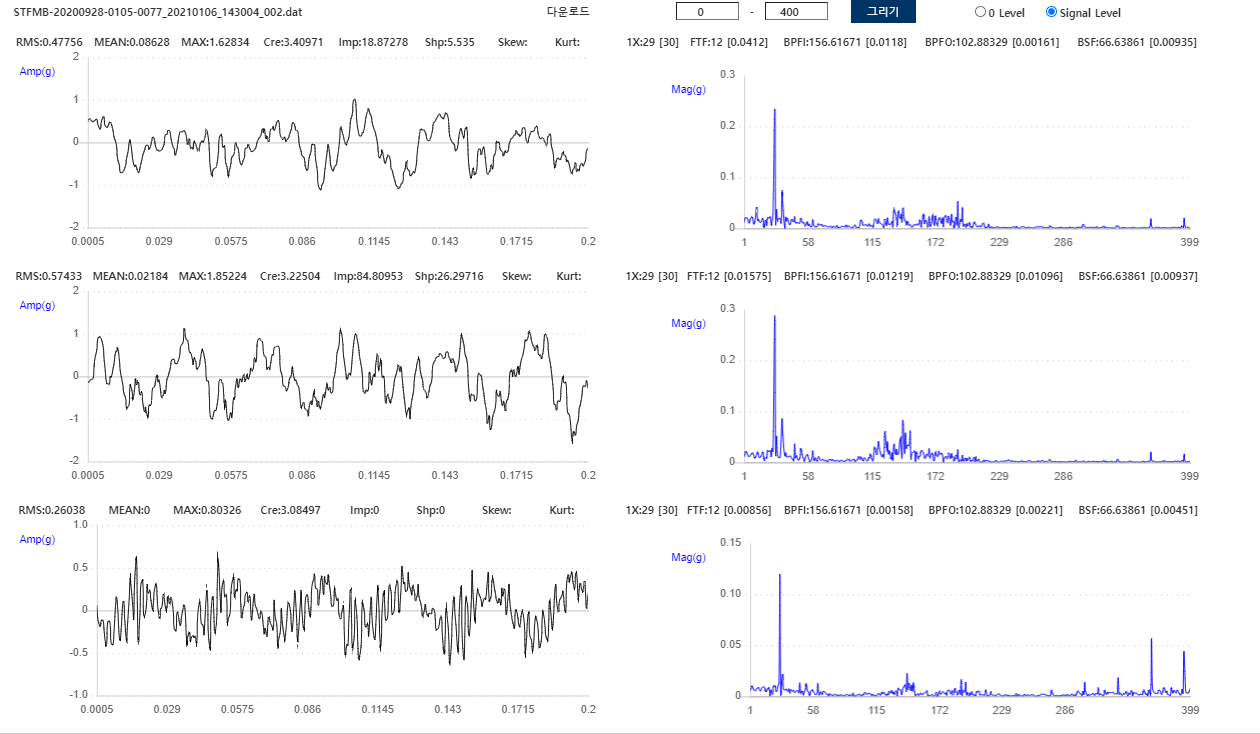 STFMB-20200928-0105-0077_20210106_143004_002.dat 다운로드 0 - 400 그리기 0 Level Signal Level
RMS:0.47756 MEAN:0.08628 MAX:1.62834 Cre:3.40971 Imp:18.87278 Shp:5.535 Skew: Kurt:
Amp(g)
2
1
0
-1
-2
0.0005 0.029 0.0575 0.086 0.1145 0.143 0.1715 0.2
1X:29 [30] FTF:12 [0.0412] BPFI:156.61671 [0.0118] BPFO:102.88329 [0.00161] BSF:66.63861 [0.00935]
Mag(g)
0.3
0.2
0.1
0
1 58 115 172 229 286 399
RMS:0.57433 MEAN:0.02184 MAX:1.85224 Cre:3.22504 Imp:84.80953 Shp:26.29716 Skew: Kurt:
Amp(g)
2
1
0
-1
-2
0.0005 0.029 0.0575 0.086 0.1145 0.143 0.1715 0.2
1X:29 [30] FTF:12 [0.01575] BPFI:156.61671 [0.01219] BPFO:102.88329 [0.01096] BSF:66.63861 [0.00937]
Mag(g)
0.3
0.2
0.1
0
1 58 115 172 229 286 399
RMS:0.26038 MEAN:0 MAX:0.80326 Cre:3.08497 Imp:0 Shp:0 Skew: Kurt:
Amp(g)
1.0
0.5
0
-0.5
-1.0
0.0005 0.029 0.0575 0.086 0.1145 0.143 0.1715 0.2
1X:29 [30] FTF:12 [0.00856] BPFI:156.61671 [0.00158] BPFO:102.88329 [0.00221] BSF:66.63861 [0.00451]
Mag(g)
0.15
0.10
0.05
0
1 58 115 172 229 286 399